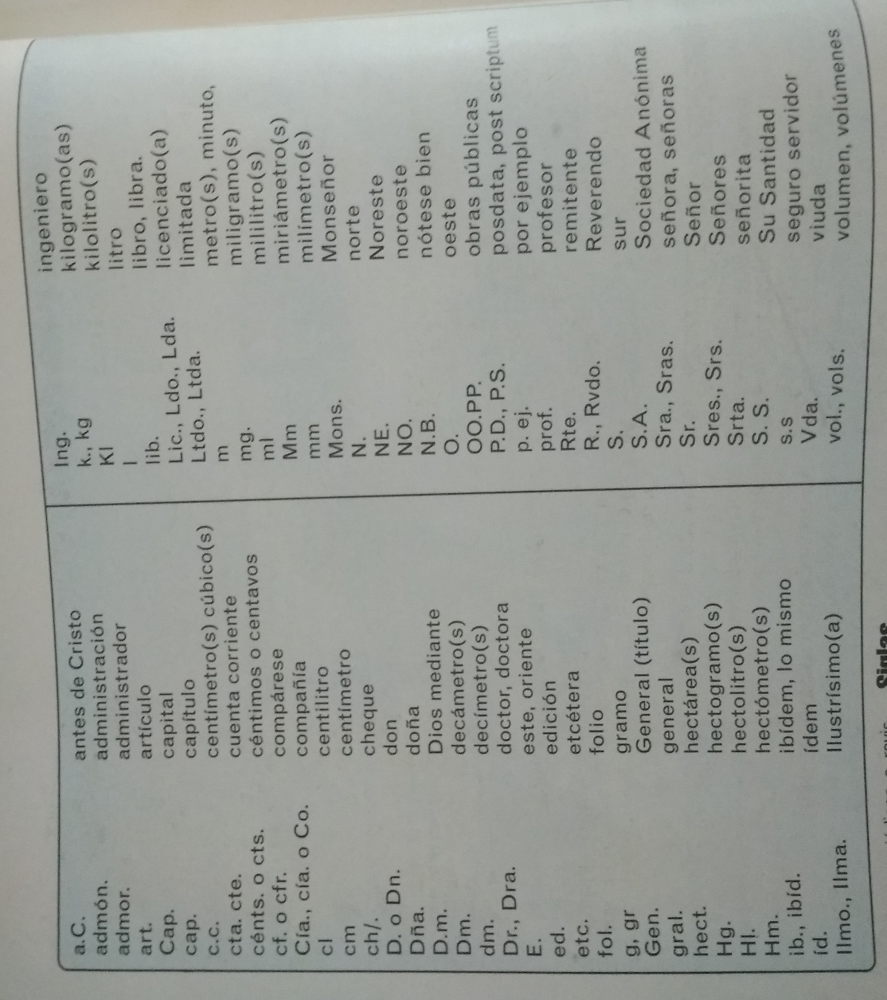 a.C. antes de Cristo
admón. administración
admor. administrador
art. artículo
Cap. capital
cap. capítulo
c.c. centímetro(s) cúbico(s)
cta. cte. cuenta corriente
cénts. o cts. céntimos o centavos
cf. o cfr. compárese
Cía., cía. o Co. compañía
cl centilitro
cm centímetro
ch/. cheque
D. o Dn. don
Dña. doña
D.m. Dios mediante
Dm. decámetro(s)
dm. decímetro(s)
Dr., Dra. doctor, doctora
E. este, oriente
ed. edición
etc. etcétera
fol. folio
g, gr gramo
Gen. General (título)
gral. general
hect. hectárea(s)
Hg. hectogramo(s)
Hl. hectolitro(s)
Hm. hectómetro(s)
ib., ibíd. ibídem, lo mismo
íd. ídem
Ilmo., Ilma. Ilustrísimo(a)
Ing. ingeniero
k., kg kilogramo(as)
Kl kilolitro(s)
l litro
lib. libro, libra.
Lic., Ldo., Lda. licenciado(a)
Ltdo., Ltda. limitada
m metro(s), minuto,
mg. miligramo(s)
ml mililitro(s)
Mm miriámetro(s)
mm milímetro(s)
Mons. Monseñor
N. norte
NE. Noreste
NO. noroeste
N.B. nótese bien
O. oeste
OO.PP. obras públicas
P.D., P.S. posdata, post scriptum
p. ej. por ejemplo
prof. profesor
Rte. remitente
R., Rvdo. Reverendo
S. sur
S.A. Sociedad Anónima
Sra., Sras. señora, señoras
Sr. Señor
Sres., Srs. Señores
Srta. señorita
S. S. Su Santidad
s.s seguro servidor
Vda. viuda
vol., vols. volumen, volúmenes
Siglas